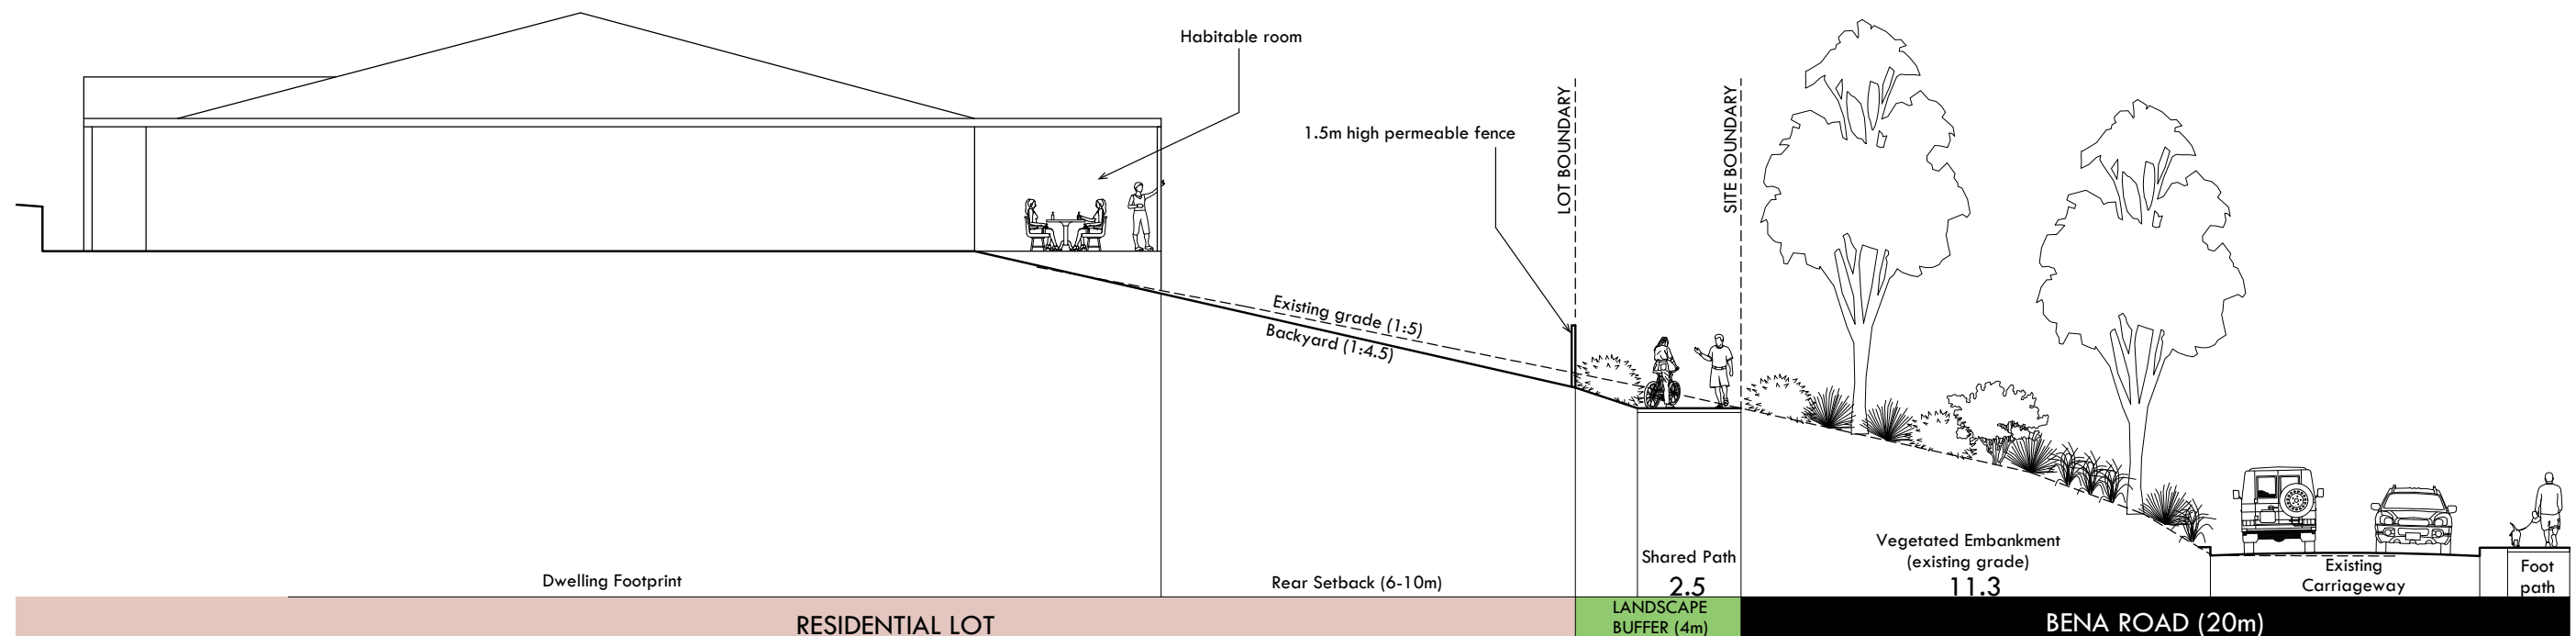 Habitable room
1.5m high permeable fence
LOT BOUNDARY
SITE BOUNDARY
Existing grade (1:5)
Backyard (1:4.5)
Dwelling Footprint
Rear Setback (6-10m)
Shared Path
2.5
Vegetated Embankment
(existing grade)
11.3
Existing
Carriageway
Foot
path
RESIDENTIAL LOT
LANDSCAPE
BUFFER (4m)
BENA ROAD (20m)